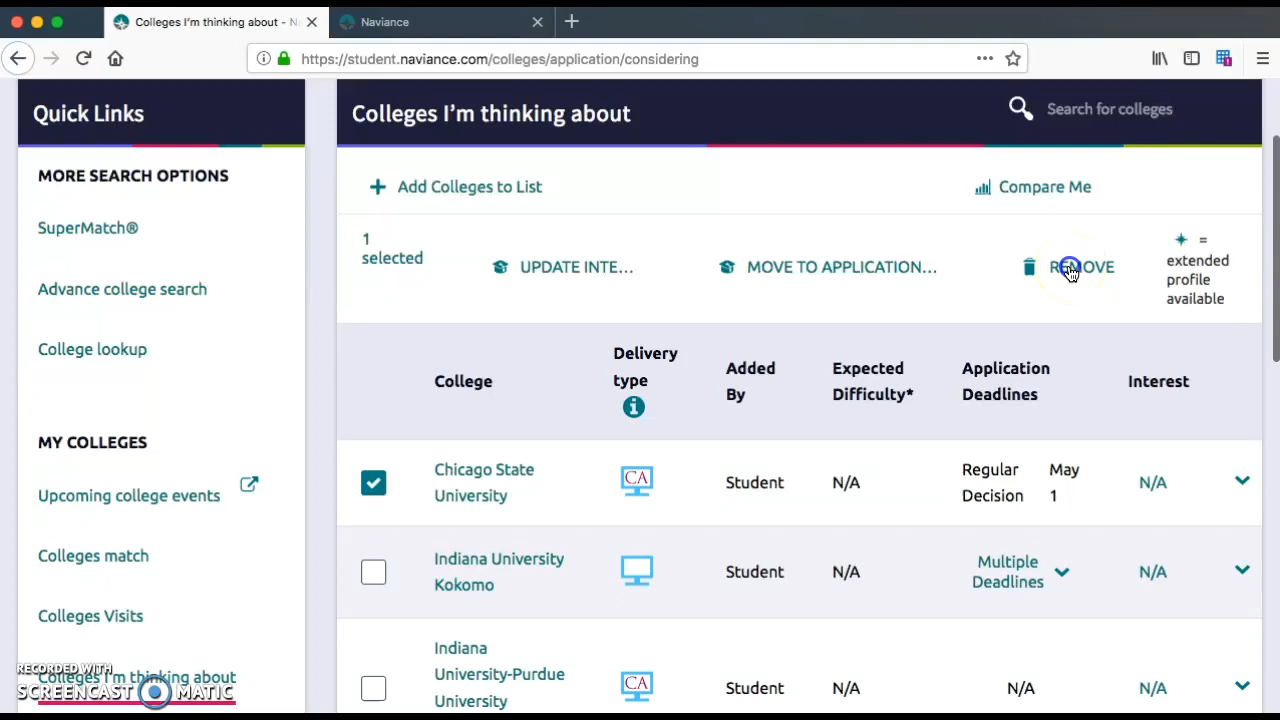 Colleges I'm thinking about - N
Naviance
https://student.naviance.com/colleges/application/considering
Quick Links
MORE SEARCH OPTIONS
SuperMatch®
Advance college search
College lookup
MY COLLEGES
Upcoming college events
Colleges match
Colleges Visits
Colleges I'm thinking about
RECORDED WITH
SCREENCAST MATIC
Colleges I'm thinking about
Search for colleges
Add Colleges to List
Compare Me
1
selected
UPDATE INTE...
MOVE TO APPLICATION...
REMOVE
=
extended
profile
available
College
Delivery
type
Added
By
Expected
Difficulty*
Application
Deadlines
Interest
Chicago State
University
CA
Student
N/A
Regular
Decision
May
1
N/A
Indiana University
Kokomo
Student
N/A
Multiple
Deadlines
N/A
Indiana
University-Purdue
University
CA
Student
N/A
N/A
N/A